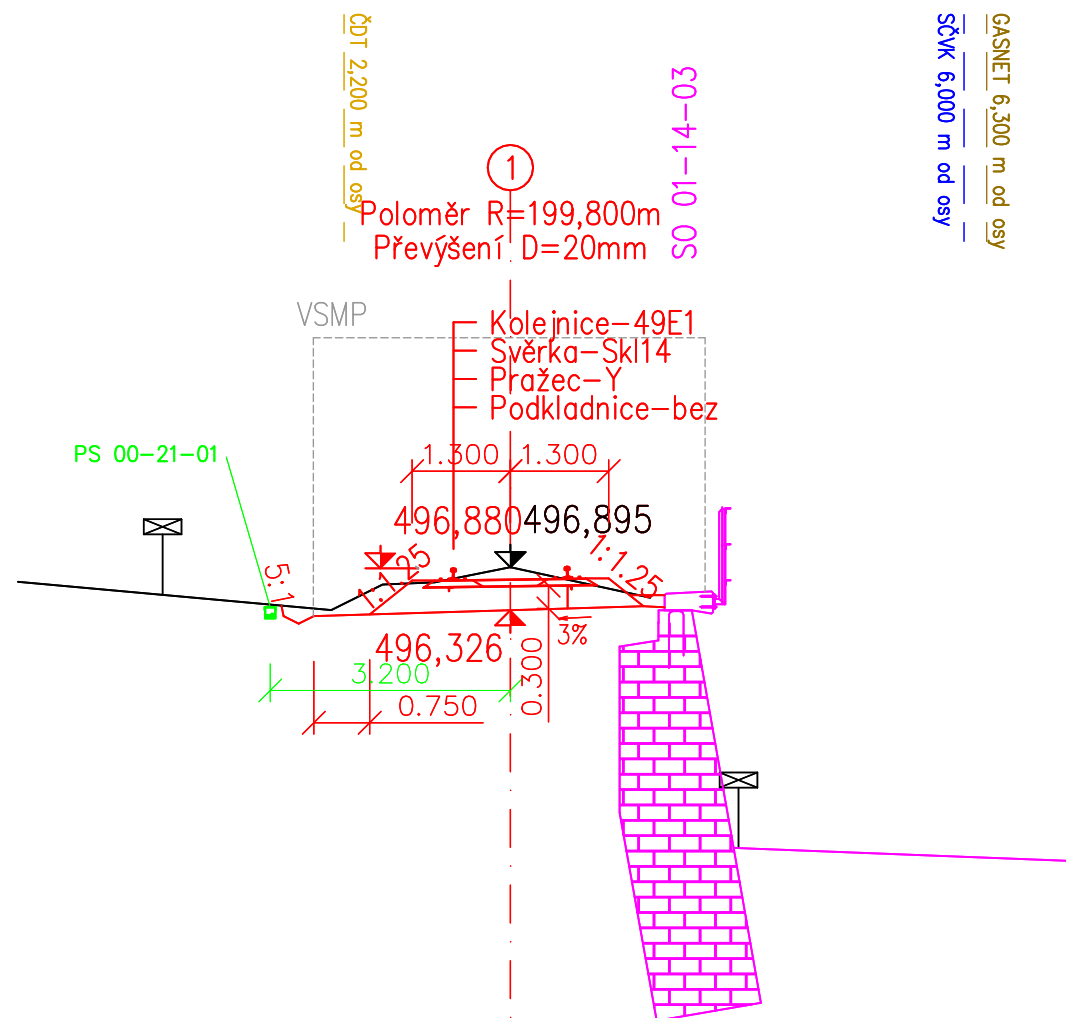 ČDT 2,200 m od osy
SČVK 6,000 m od osy
GASNET 6,300 m od osy
SO 01-14-03
1
Poloměr R=199,800m
Převýšení D=20mm
VSMP
Kolejnice-49E1
Svěrka-Skl14
Pražec-Y
Podkladnice-bez
PS 00-21-01
1.300 1.300
496,880 496,895
5:1
1:1.25
1:1.25
3%
496,326
3.200
0.300
0.750